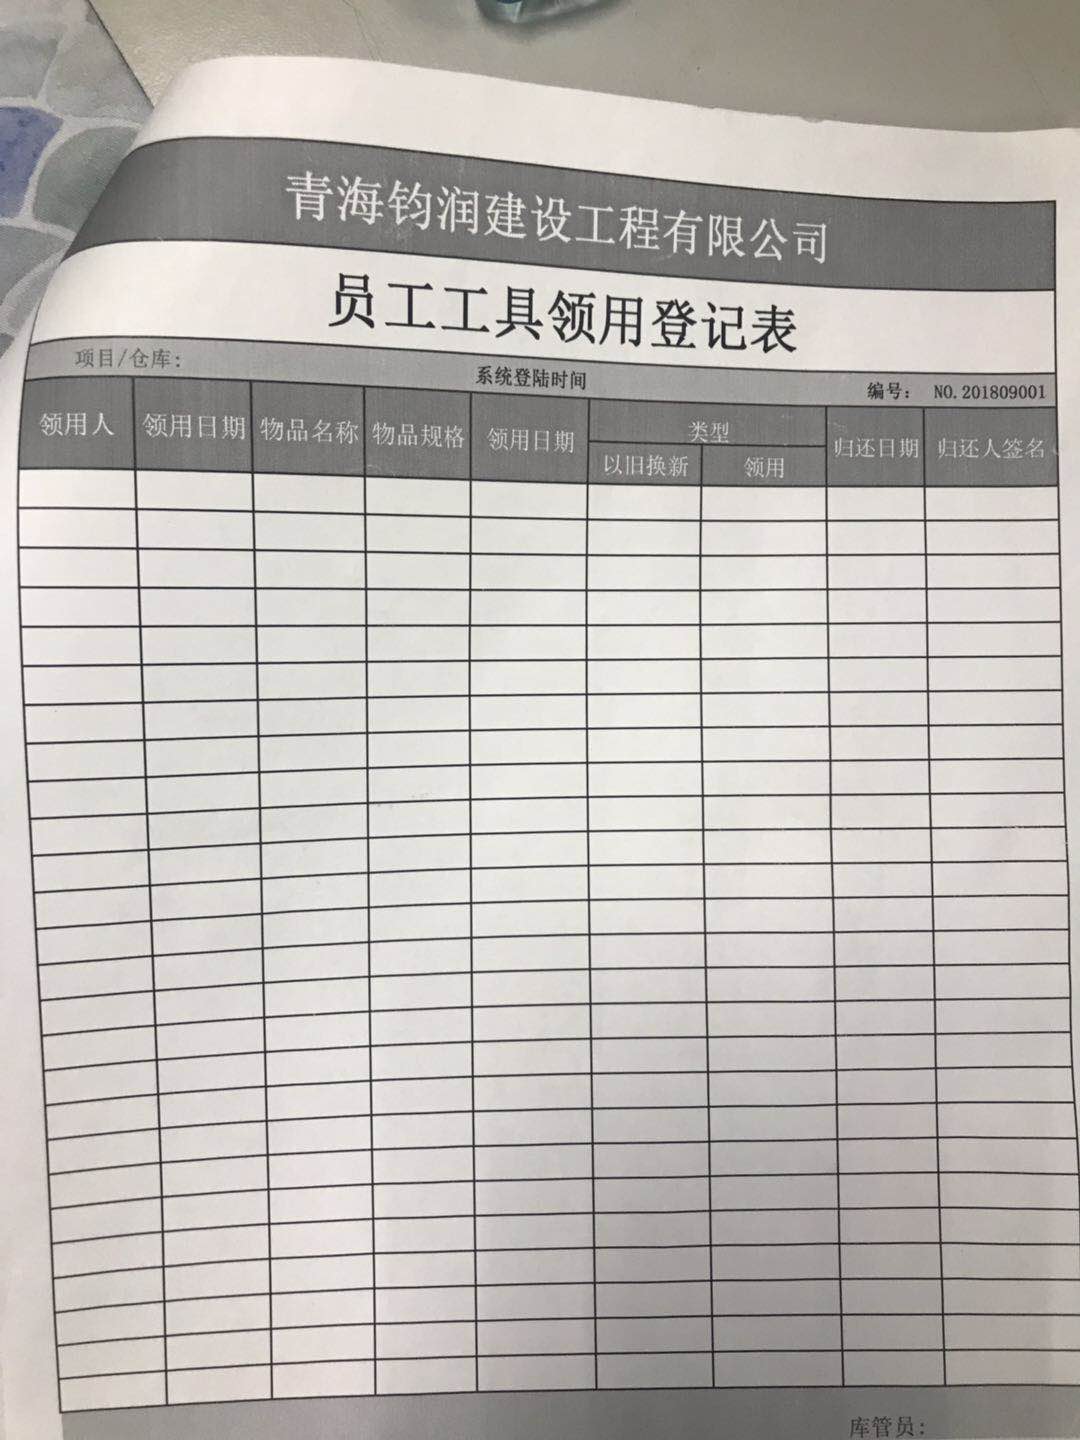 青海钧润建设工程有限公司
员工工具领用登记表
项目/仓库: 系统登陆时间 编号: NO.201809001
领用人 领用日期 物品名称 物品规格 领用日期 类型 归还日期 归还人签名
以旧换新 领用
库管员: